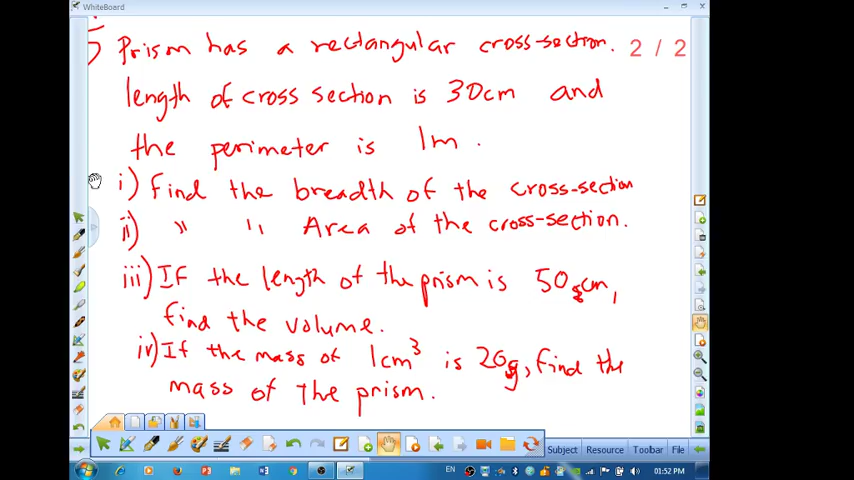 WhiteBoard
Prism has a rectangular cross-section. 2 / 2
length of cross section is 30cm and
the perimeter is 1m.
i) Find the breadth of the cross-section
ii) " " Area of the cross-section.
iii) If the length of the prism is 50cm,
find the volume.
iv) If the mass of 1cm³ is 20g, find the
mass of the prism.
Subject Resource Toolbar File
EN 01:52 PM